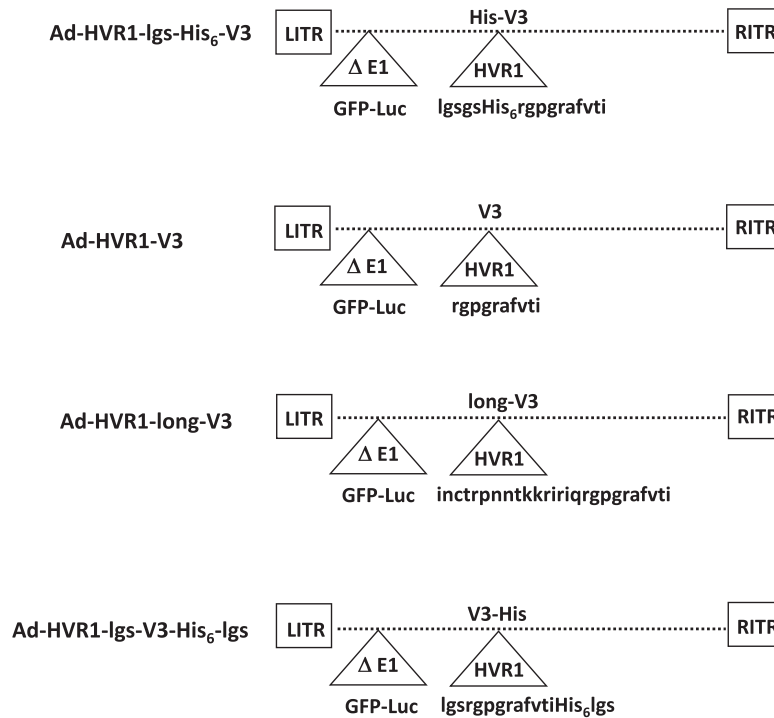 His-V3
Ad-HVR1-lgs-His₆-V3 LITR RITR
Δ E1 HVR1
GFP-Luc lgsgsHis₆rgpgrafvti
V3
Ad-HVR1-V3 LITR RITR
Δ E1 HVR1
GFP-Luc rgpgrafvti
long-V3
Ad-HVR1-long-V3 LITR RITR
Δ E1 HVR1
GFP-Luc inctrpnntkkririqrgpgrafvti
V3-His
Ad-HVR1-lgs-V3-His₆-lgs LITR RITR
Δ E1 HVR1
GFP-Luc lgsrgpgrafvtiHis₆lgs